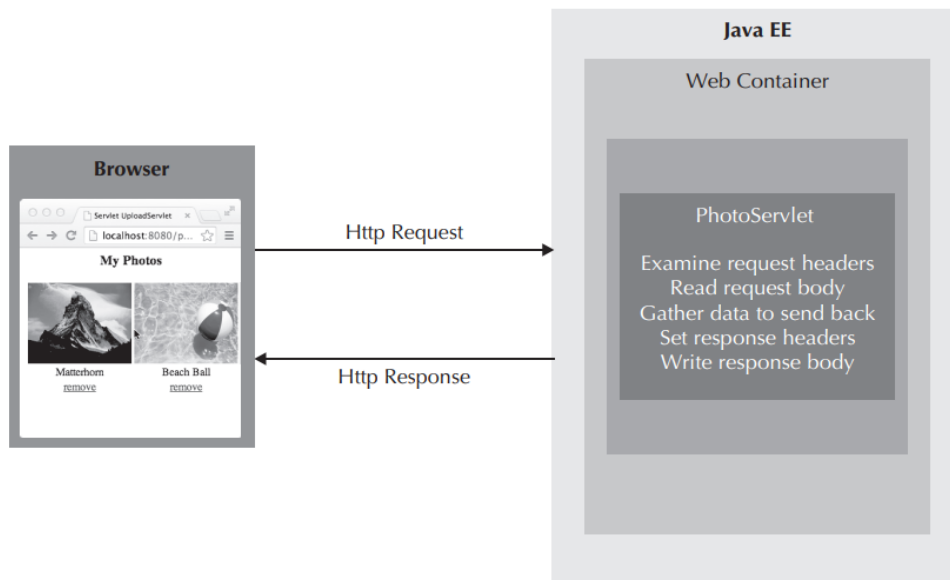 Java EE
Web Container
Browser
Servlet UploadServlet ×
localhost:8080/p...
My Photos
Matterhorn
Beach Ball
remove
remove
Http Request
Http Response
PhotoServlet
Examine request headers
Read request body
Gather data to send back
Set response headers
Write response body